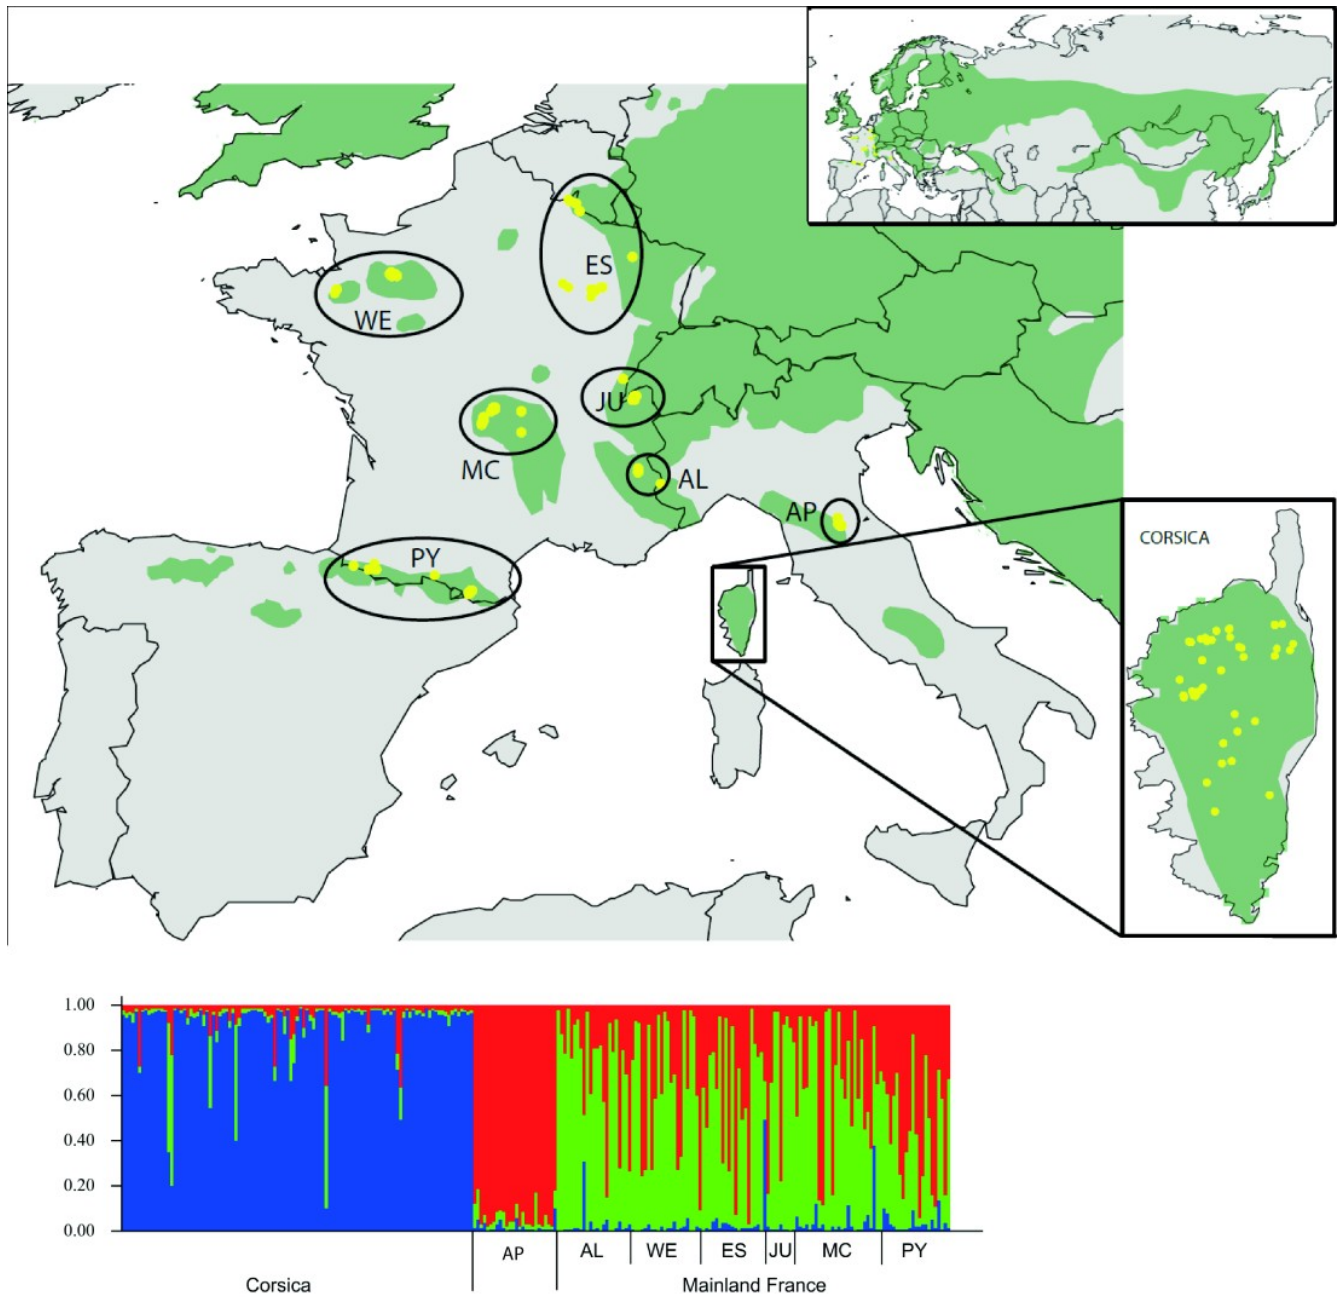 ES
WE
JU
MC
AL
AP
PY
CORSICA
1.00
0.80
0.60
0.40
0.20
0.00
AP AL WE ES JU MC PY
Corsica Mainland France